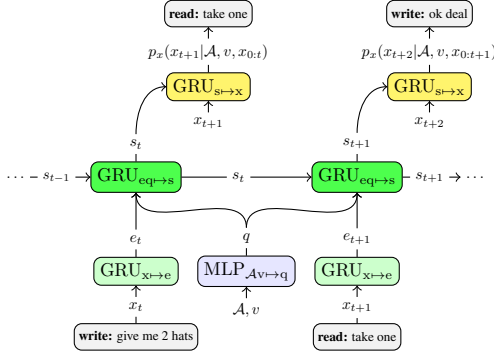 read: take one write: ok deal
p_x(x_{t+1}|𝒜, v, x_{0:t}) p_x(x_{t+2}|𝒜, v, x_{0:t+1})
GRU_{s↦x} GRU_{s↦x}
x_{t+1} x_{t+2}
s_t s_{t+1}
··· s_{t-1} GRU_{eq↦s} s_t GRU_{eq↦s} s_{t+1} ···
e_t q e_{t+1}
GRU_{x↦e} MLP_{𝒜v↦q} GRU_{x↦e}
x_t 𝒜, v x_{t+1}
write: give me 2 hats read: take one